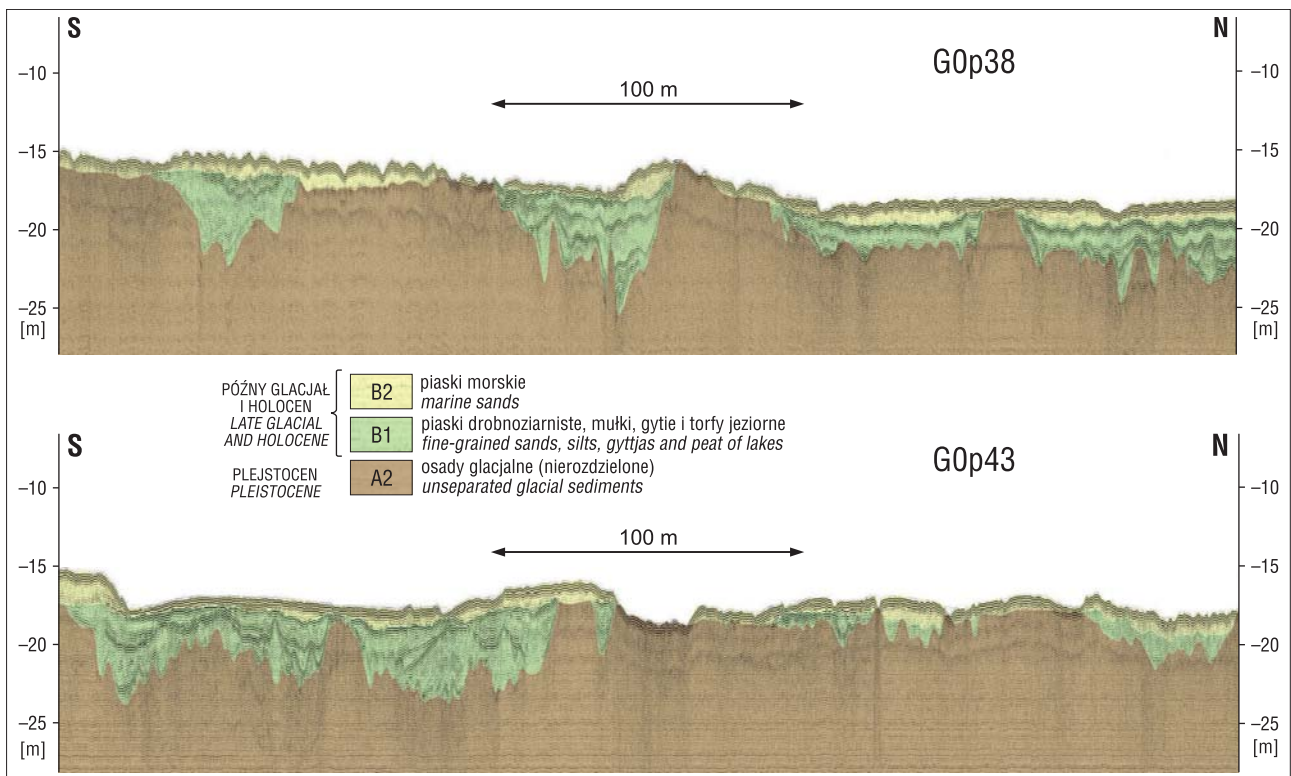 S
N
G0p38
100 m
–10
–15
–20
–25
[m]
–10
–15
–20
–25
[m]
PÓŹNY GLACJAŁ
I HOLOCEN
LATE GLACIAL
AND HOLOCENE
B2
piaski morskie
marine sands
B1
piaski drobnoziarniste, mułki, gytie i torfy jeziorne
fine-grained sands, silts, gyttjas and peat of lakes
PLEJSTOCEN
PLEISTOCENE
A2
osady glacjalne (nierozdzielone)
unseparated glacial sediments
S
N
G0p43
100 m
–10
–15
–20
–25
[m]
–10
–15
–20
–25
[m]